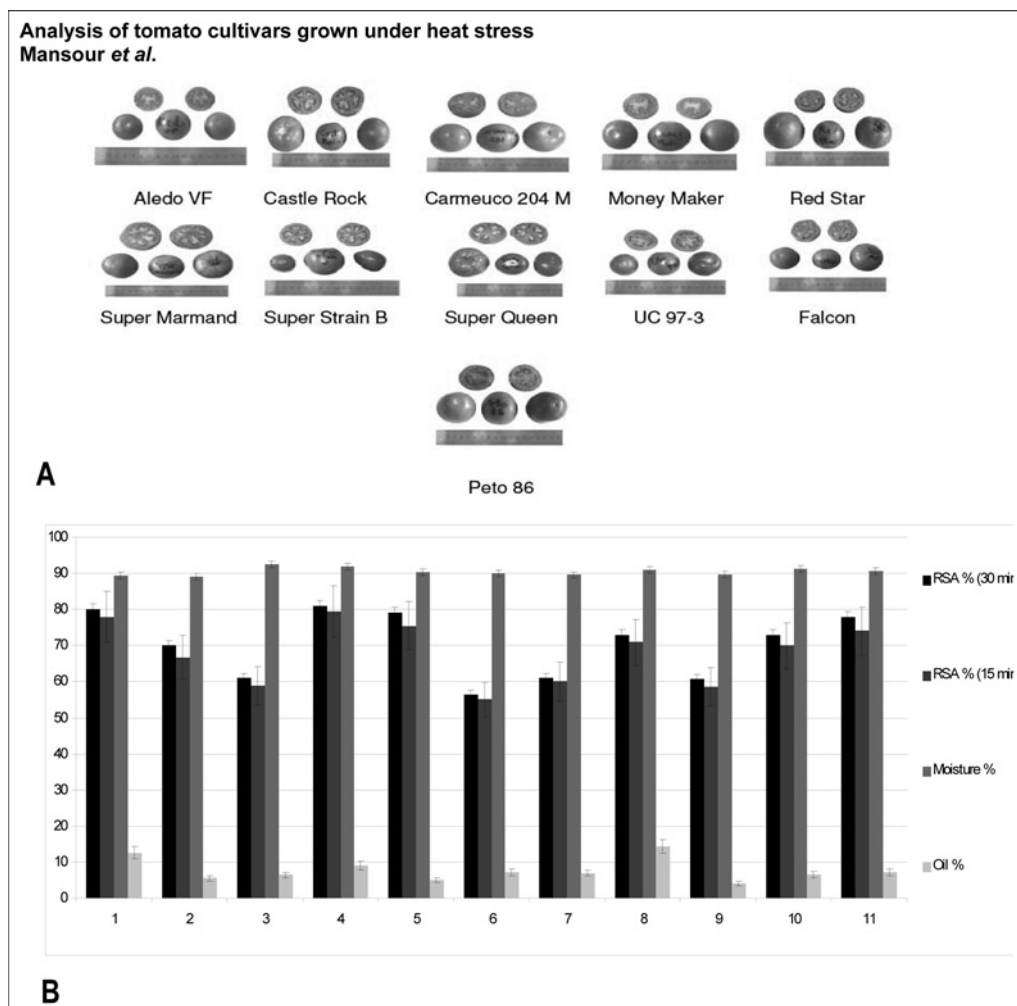 Analysis of tomato cultivars grown under heat stress
Mansour et al.
Aledo VF
Castle Rock
Carmeuco 204 M
Money Maker
Red Star
Super Marmand
Super Strain B
Super Queen
UC 97-3
Falcon
A
Peto 86
100
90
80
70
60
50
40
30
20
10
0
1 2 3 4 5 6 7 8 9 10 11
RSA % (30 min
RSA % (15 min
Moisture %
Oil %
B